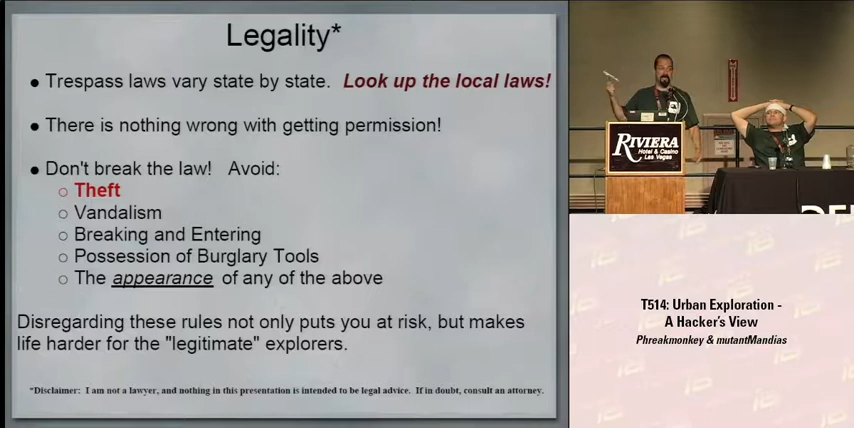 Legality*
● Trespass laws vary state by state. Look up the local laws!
● There is nothing wrong with getting permission!
● Don't break the law! Avoid:
○ Theft
○ Vandalism
○ Breaking and Entering
○ Possession of Burglary Tools
○ The appearance of any of the above
Disregarding these rules not only puts you at risk, but makes
life harder for the "legitimate" explorers.
*Disclaimer: I am not a lawyer, and nothing in this presentation is intended to be legal advice. If in doubt, consult an attorney.
RIVIERA
Hotel & Casino
Las Vegas
T514: Urban Exploration -
A Hacker's View
Phreakmonkey & mutantMandias